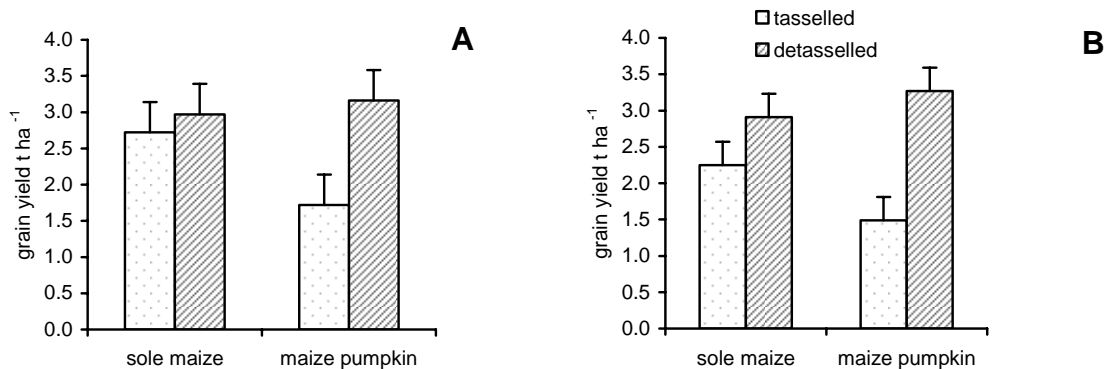 A
grain yield t ha -1
4.0
3.5
3.0
2.5
2.0
1.5
1.0
0.5
0.0
sole maize maize pumpkin
tasselled
detasselled
B
grain yield t ha -1
4.0
3.5
3.0
2.5
2.0
1.5
1.0
0.5
0.0
sole maize maize pumpkin